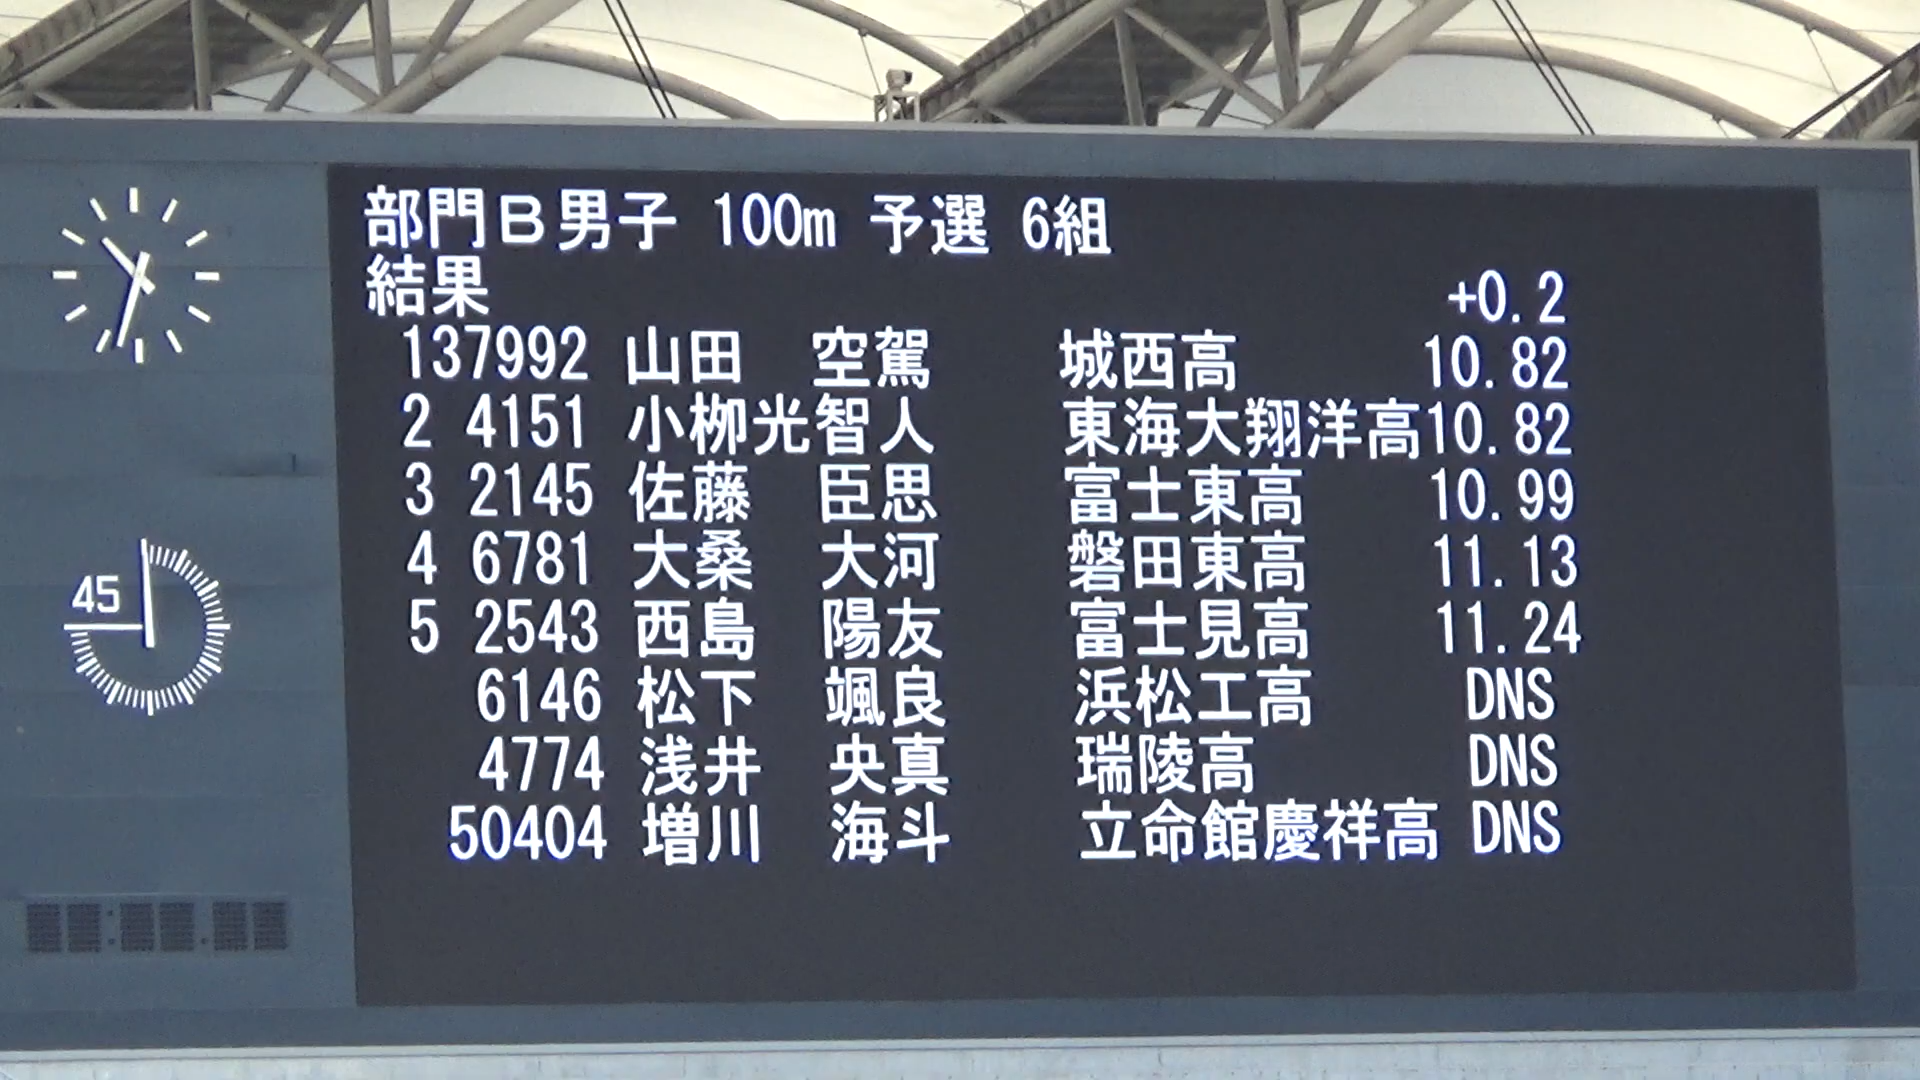 部門B男子 100m 予選 6組
結果 +0.2
137992 山田 空駕 城西高 10.82
2 4151 小栁光智人 東海大翔洋高10.82
3 2145 佐藤 臣思 富士東高 10.99
4 6781 大桑 大河 磐田東高 11.13
5 2543 西島 陽友 富士見高 11.24
6146 松下 颯良 浜松工高 DNS
4774 浅井 央真 瑞陵高 DNS
50404 増川 海斗 立命館慶祥高 DNS
45